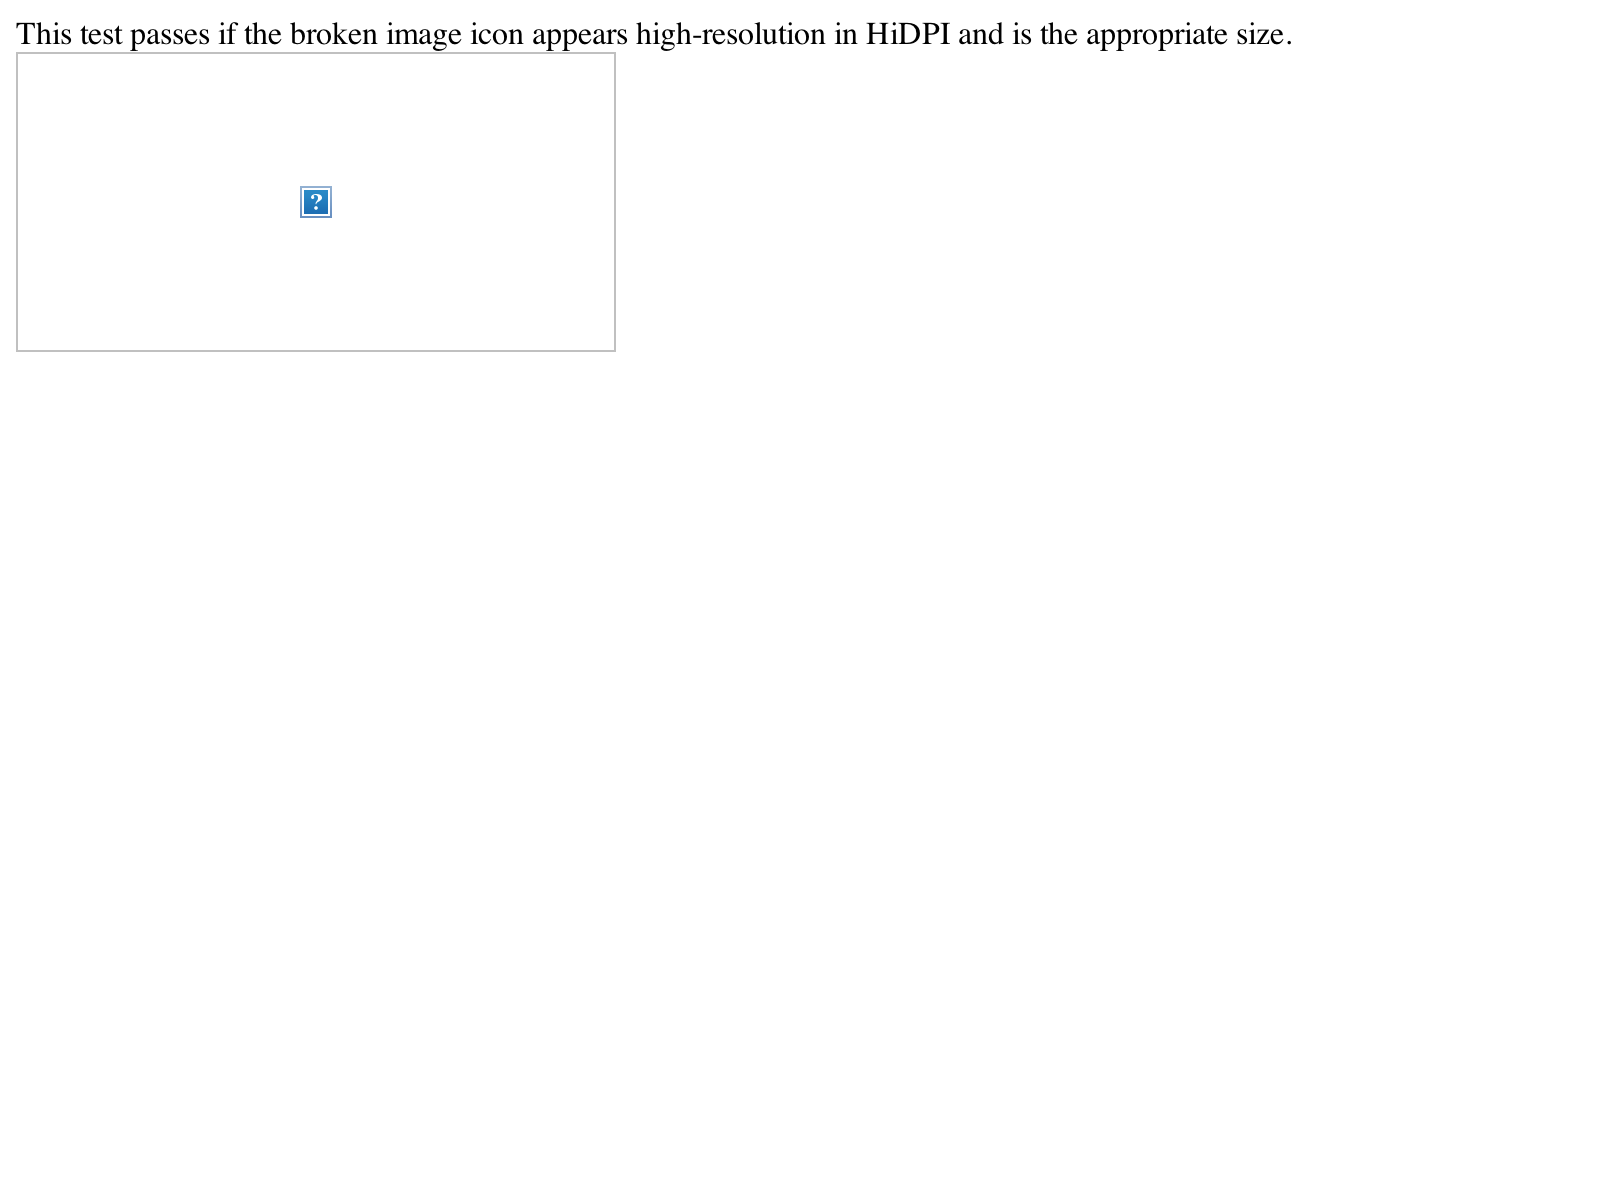 This test passes if the broken image icon appears high-resolution in HiDPI and is the appropriate size.
?